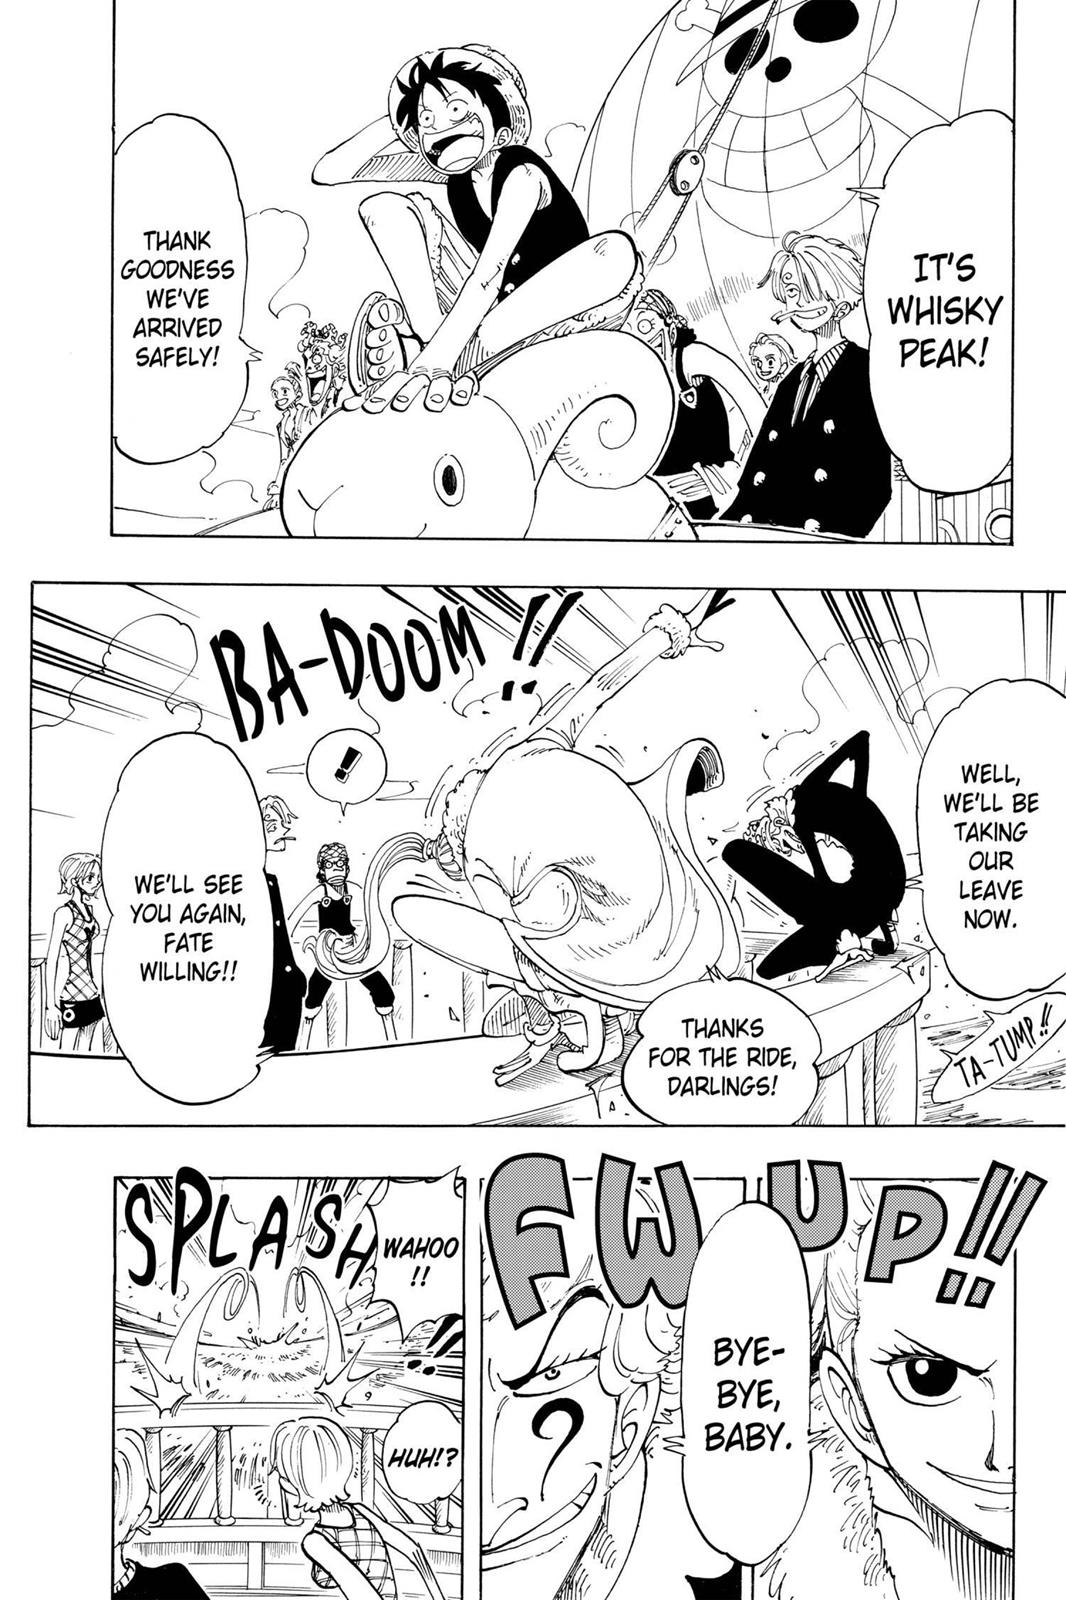 IT'S
WHISKY
PEAK!
THANK
GOODNESS
WE'VE
ARRIVED
SAFELY!
WELL,
WE'LL BE
TAKING
OUR
LEAVE
NOW.
TA-TUMP!!
THANKS
FOR THE RIDE,
DARLINGS!
BA-DOOM!!
!
WE'LL SEE
YOU AGAIN,
FATE
WILLING!!
FWUP!!
BYE-
BYE,
BABY.
WAHOO
!!
SPLASH
!!
HUH!?